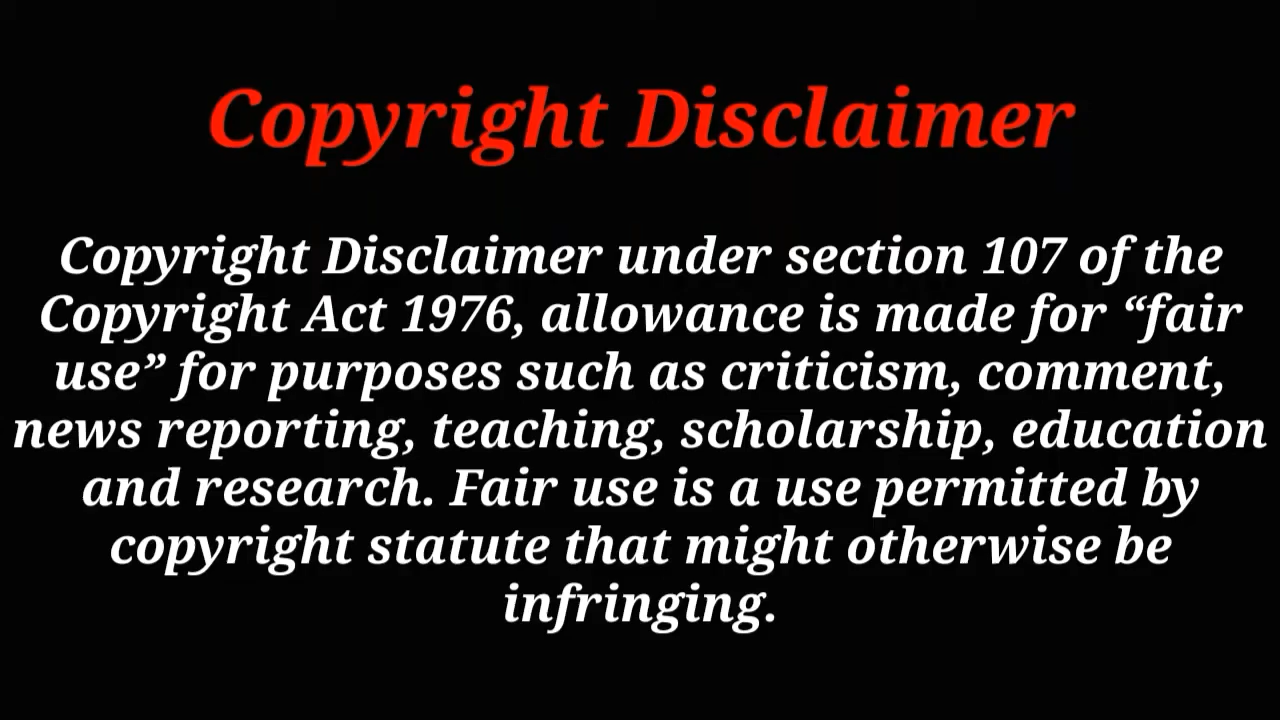 Copyright Disclaimer
Copyright Disclaimer under section 107 of the
Copyright Act 1976, allowance is made for “fair
use” for purposes such as criticism, comment,
news reporting, teaching, scholarship, education
and research. Fair use is a use permitted by
copyright statute that might otherwise be
infringing.